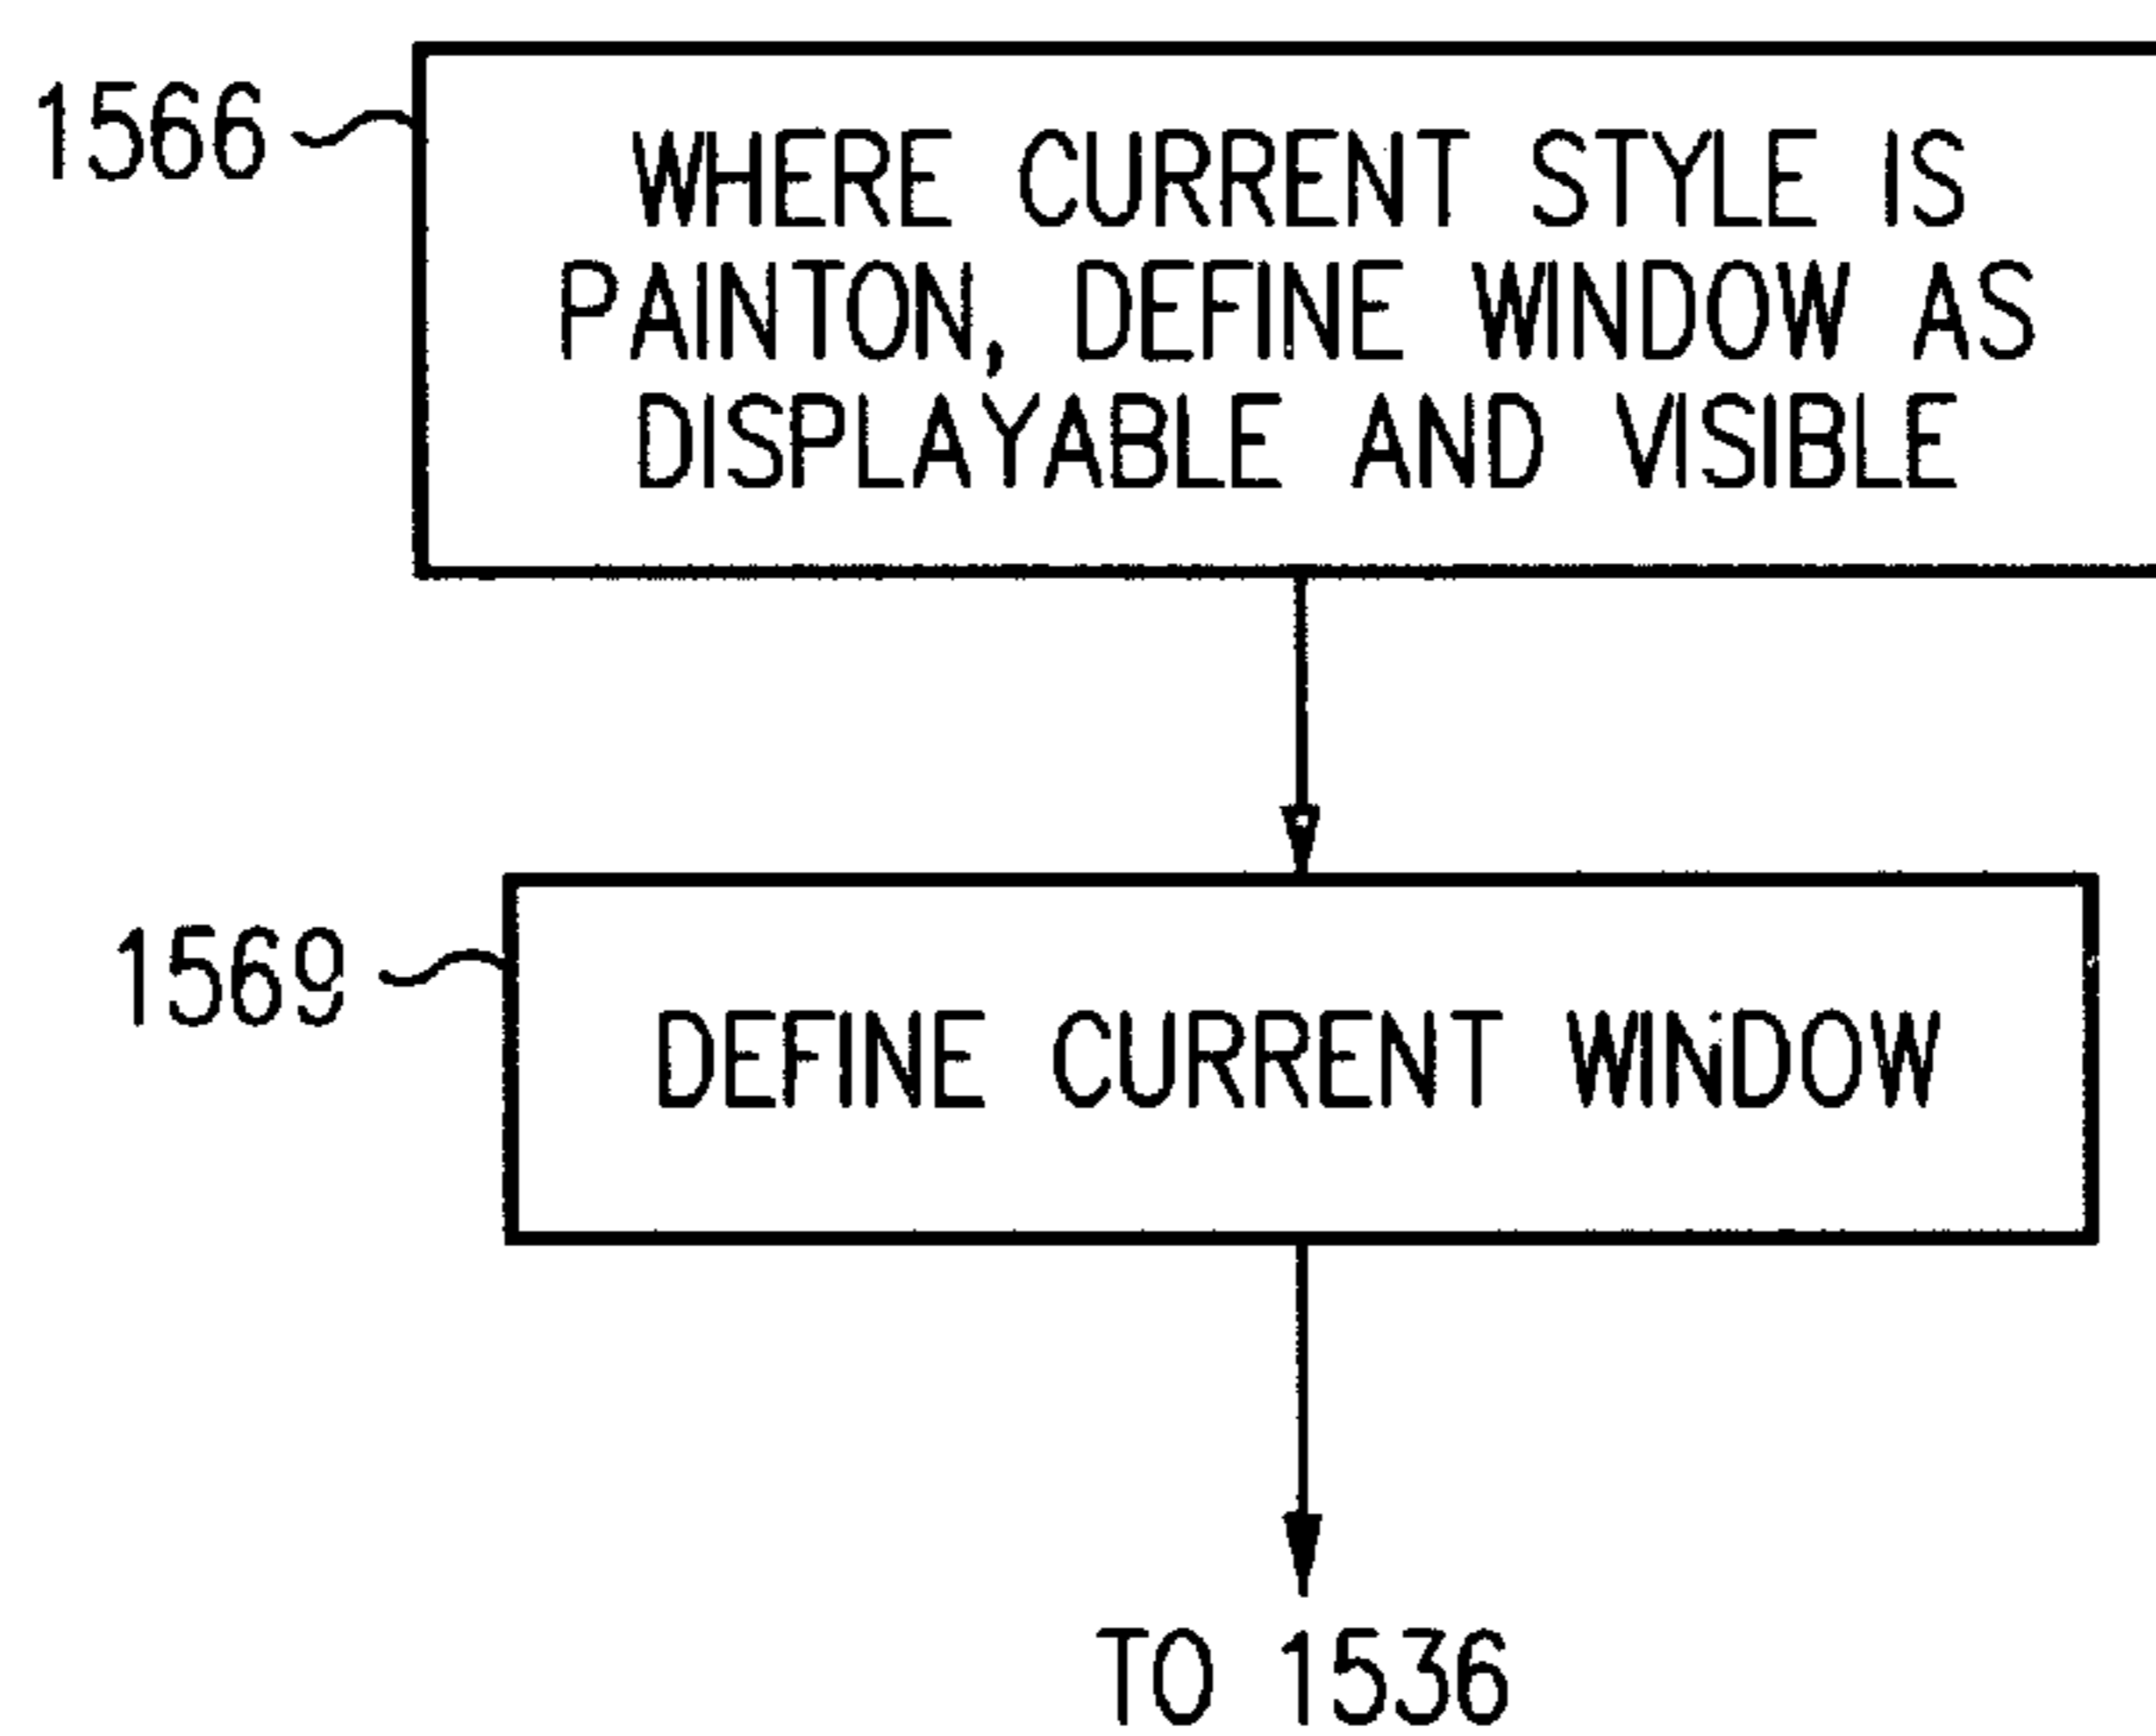 1566
WHERE CURRENT STYLE IS
PAINTON, DEFINE WINDOW AS
DISPLAYABLE AND VISIBLE
1569
DEFINE CURRENT WINDOW
TO 1536